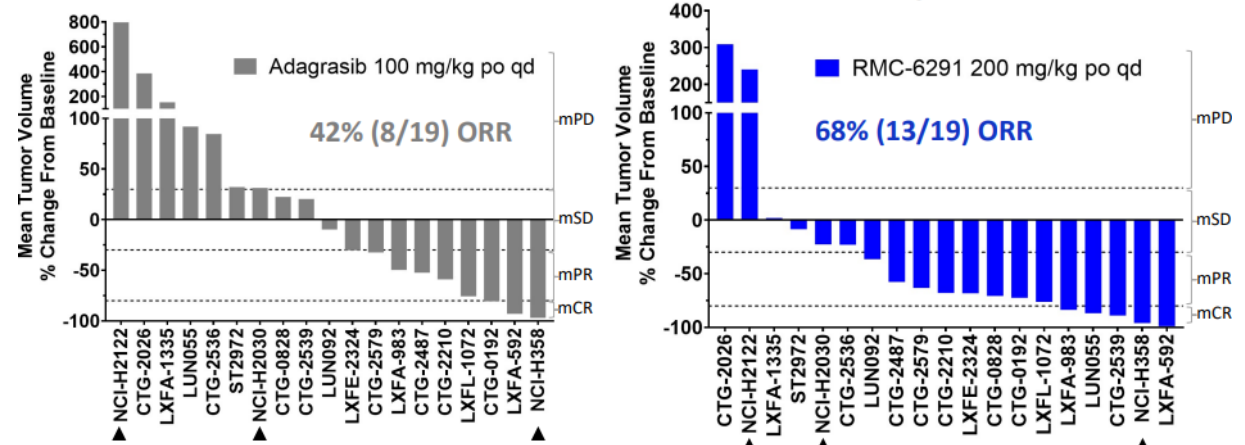 Mean Tumor Volume
% Change From Baseline
800
600
400
200
100
50
0
-50
-100
Adagrasib 100 mg/kg po qd
42% (8/19) ORR
mPD
mSD
mPR
mCR
NCI-H2122
CTG-2026
LXFA-1335
LUN055
CTG-2536
ST2972
NCI-H2030
CTG-0828
CTG-2539
LUN092
LXFE-2324
CTG-2579
LXFA-983
CTG-2487
CTG-2210
LXFL-1072
CTG-0192
LXFA-592
NCI-H358
Mean Tumor Volume
% Change From Baseline
400
300
200
100
50
0
-50
-100
RMC-6291 200 mg/kg po qd
68% (13/19) ORR
mPD
mSD
mPR
mCR
CTG-2026
NCI-H2122
LXFA-1335
ST2972
NCI-H2030
CTG-2536
LUN092
CTG-2487
CTG-2579
CTG-2210
LXFE-2324
CTG-0828
CTG-0192
LXFL-1072
LXFA-983
LUN055
CTG-2539
NCI-H358
LXFA-592